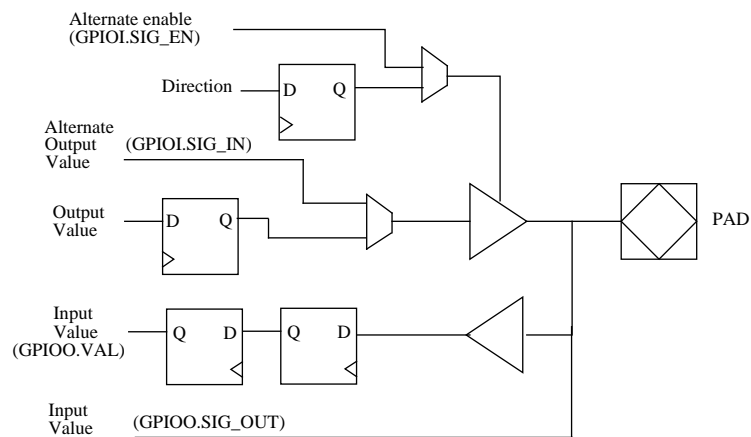 Alternate enable
(GPIOI.SIG_EN)
Direction
D Q
Alternate
Output
Value
(GPIOI.SIG_IN)
Output
Value
D Q
PAD
Input
Value
(GPIOO.VAL)
Q D
Q D
Input
Value
(GPIOO.SIG_OUT)